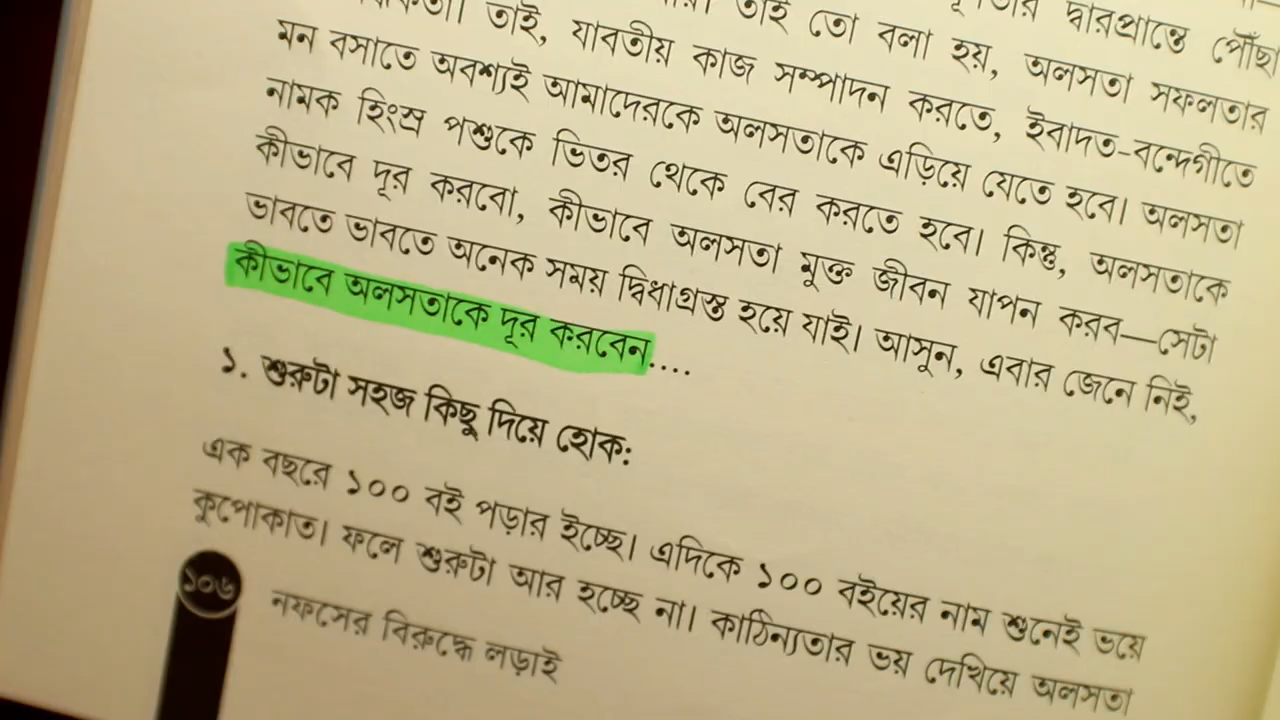 দ্বারপ্রান্তে পৌঁছা
তাই তো বলা হয়, অলসতা সফলতার
তাই, যাবতীয় কাজ সম্পাদন করতে, ইবাদত-বন্দেগীতে
মন বসাতে অবশ্যই আমাদেরকে অলসতাকে এড়িয়ে যেতে হবে। অলসতা
নামক হিংস্র পশুকে ভিতর থেকে বের করতে হবে। কিন্তু, অলসতাকে
কীভাবে দূর করবো, কীভাবে অলসতা মুক্ত জীবন যাপন করব—সেটা
ভাবতে ভাবতে অনেক সময় দ্বিধাগ্রস্ত হয়ে যাই। আসুন, এবার জেনে নিই,
কীভাবে অলসতাকে দূর করবেন....
১. শুরুটা সহজ কিছু দিয়ে হোক:
এক বছরে ১০০ বই পড়ার ইচ্ছে। এদিকে ১০০ বইয়ের নাম শুনেই ভয়ে
কুপোকাত। ফলে শুরুটা আর হচ্ছে না। কাঠিন্যতার ভয় দেখিয়ে অলসতা
১০৬
নফসের বিরুদ্ধে লড়াই